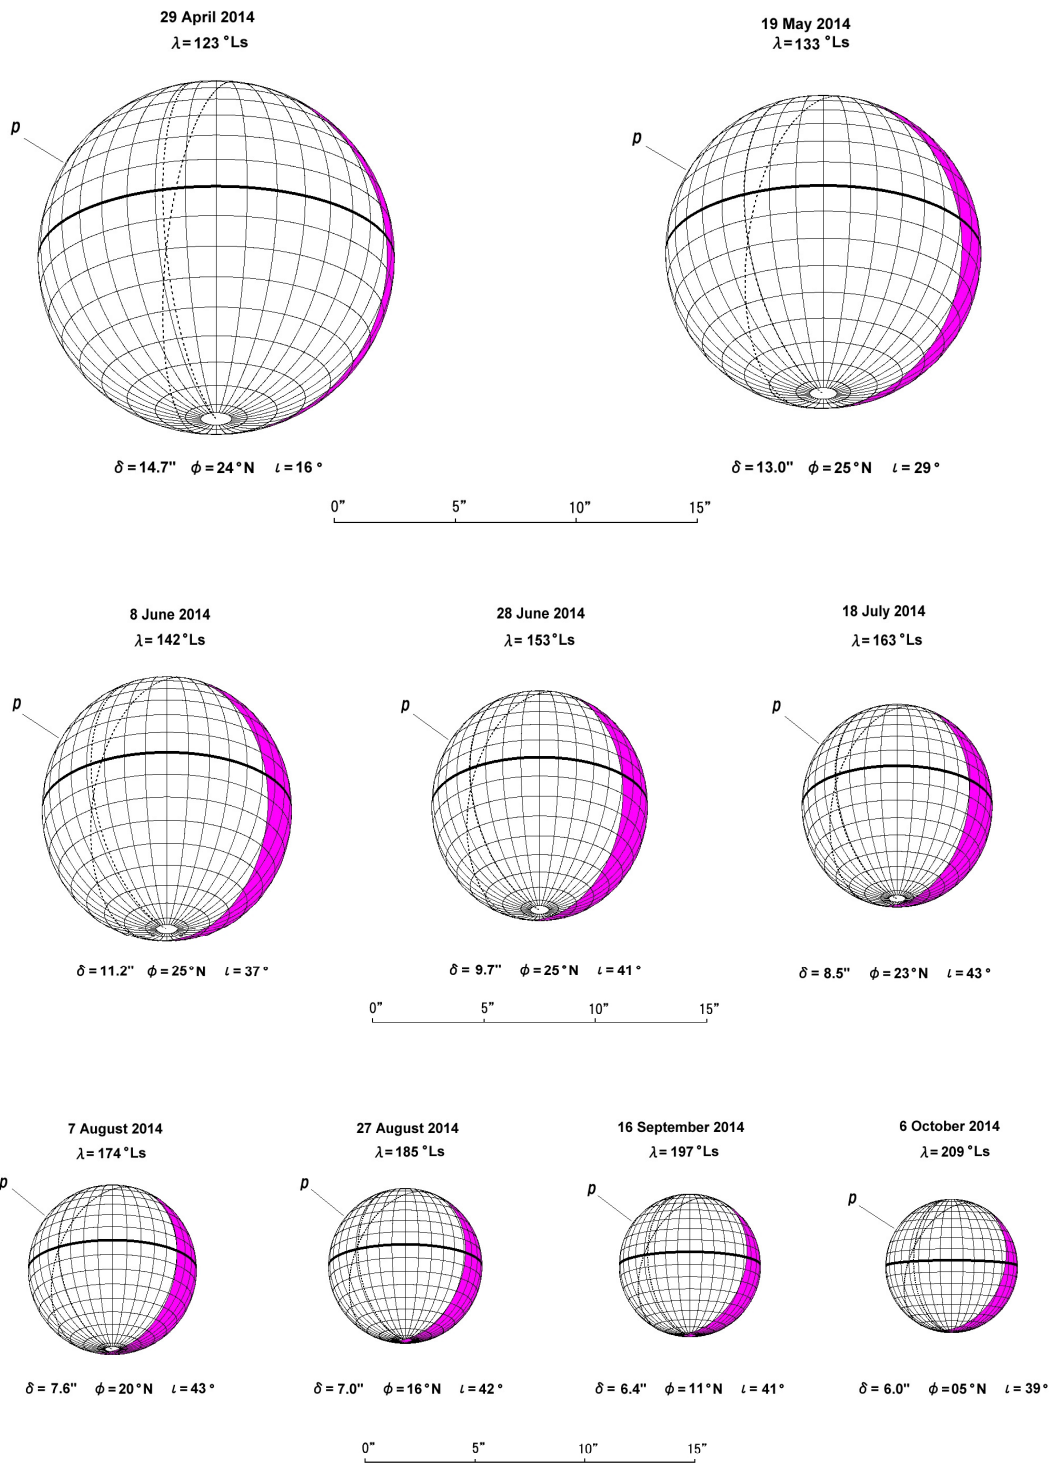 29 April 2014
λ= 123 °Ls
19 May 2014
λ= 133 °Ls
p
p
δ = 14.7" ϕ = 24°N ι = 16 °
δ = 13.0" ϕ = 25°N ι = 29 °
0" 5" 10" 15"
8 June 2014
λ= 142°Ls
28 June 2014
λ= 153°Ls
18 July 2014
λ= 163 °Ls
p
p
p
δ = 11.2" ϕ = 25°N ι = 37 °
δ = 9.7" ϕ = 25°N ι = 41 °
δ = 8.5" ϕ = 23°N ι = 43 °
0" 5" 10" 15"
7 August 2014
λ= 174 °Ls
27 August 2014
λ= 185 °Ls
16 September 2014
λ= 197 °Ls
6 October 2014
λ= 209 °Ls
p
p
p
p
δ = 7.6" ϕ = 20°N ι = 43 °
δ = 7.0" ϕ = 16°N ι = 42 °
δ = 6.4" ϕ = 11°N ι = 41°
δ = 6.0" ϕ = 05°N ι = 39°
0" 5" 10" 15"